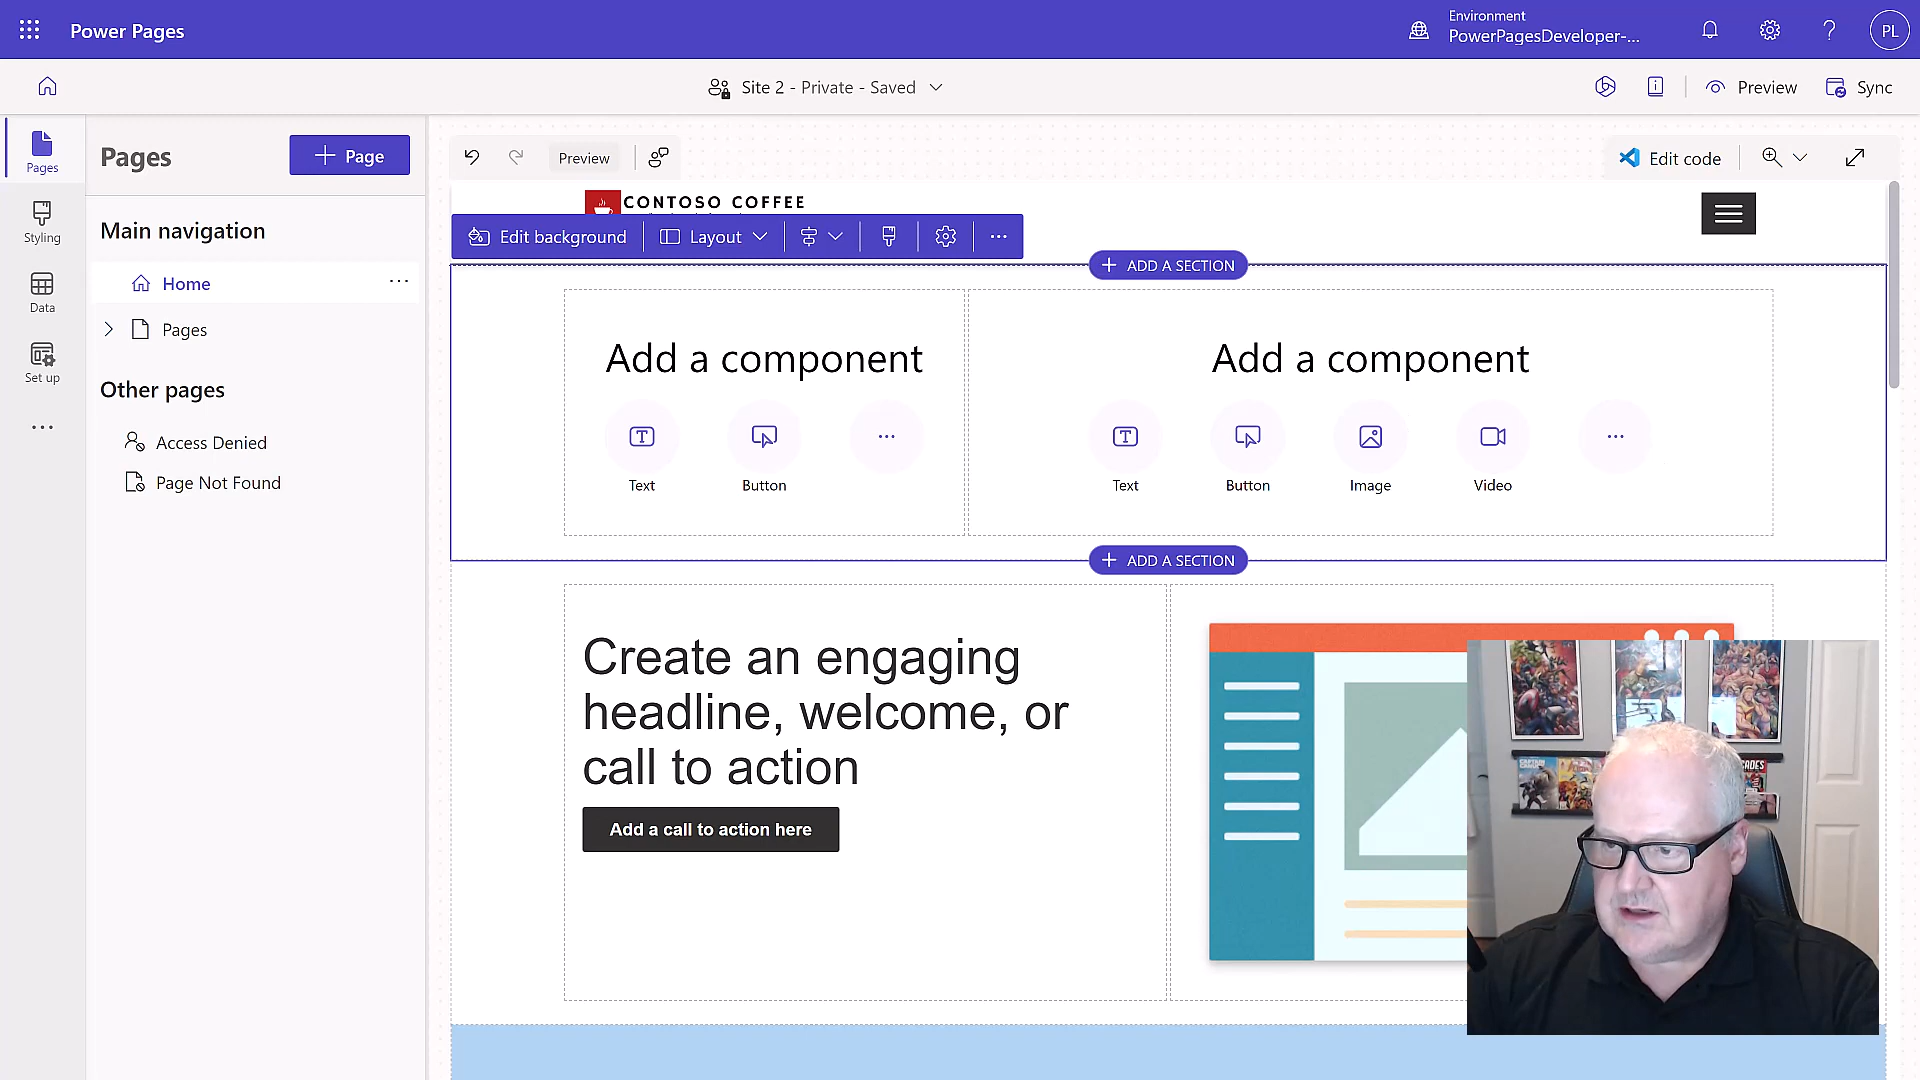 Power Pages
Environment
PowerPagesDeveloper-...
PL
Site 2 - Private - Saved
Preview
Sync
Pages
Styling
Data
Set up
Pages
+ Page
Main navigation
Home
Pages
Other pages
Access Denied
Page Not Found
Preview
Edit code
CONTOSO COFFEE
Edit background
Layout
+ ADD A SECTION
Add a component
Text
Button
Add a component
Text
Button
Image
Video
+ ADD A SECTION
Create an engaging
headline, welcome, or
call to action
Add a call to action here